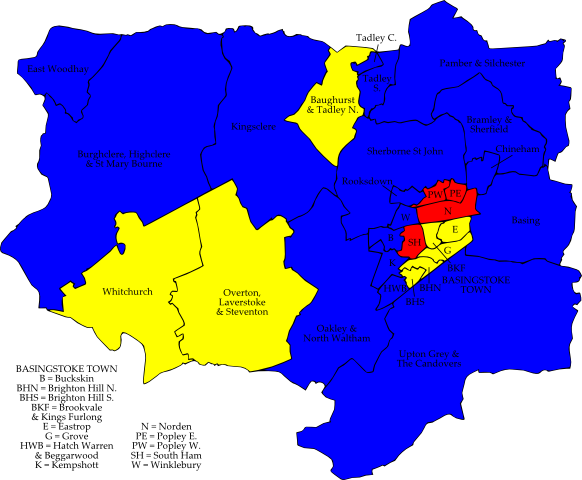 Tadley C.
East Woodhay
Pamber & Silchester
Tadley
S.
Baughurst
& Tadley N.
Bramley &
Sherfield
Kingsclere
Chineham
Sherborne St John
Burghclere, Highclere
& St Mary Bourne
Rooksdown
PW
PE
W
N
Basing
B
SH
E
G
K
BKF
Whitchurch
HWB
BHN
BASINGSTOKE
TOWN
BHS
Overton,
Laverstoke
& Steventon
Oakley &
North Waltham
Upton Grey &
The Candovers
BASINGSTOKE TOWN
B = Buckskin
BHN = Brighton Hill N.
BHS = Brighton Hill S.
BKF = Brookvale
& Kings Furlong
E = Eastrop
G = Grove
HWB = Hatch Warren
& Beggarwood
K = Kempshott
N = Norden
PE = Popley E.
PW = Popley W.
SH = South Ham
W = Winklebury